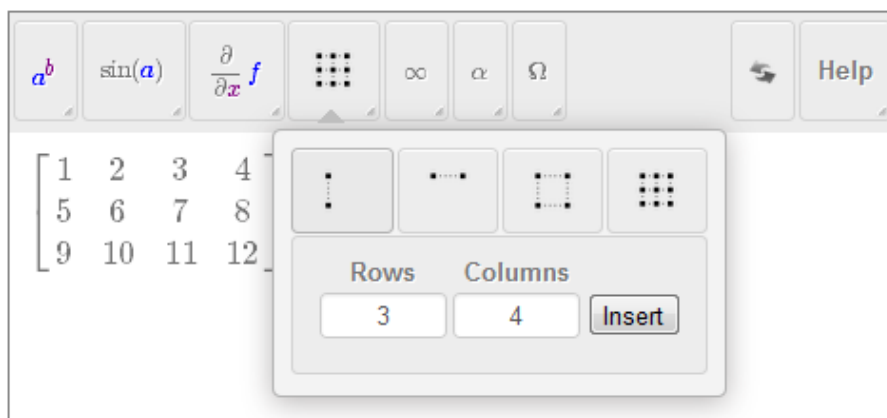 a^b sin(a) ∂/∂x f ∞ α Ω Help
1 2 3 4
5 6 7 8
9 10 11 12
Rows Columns
3 4 Insert